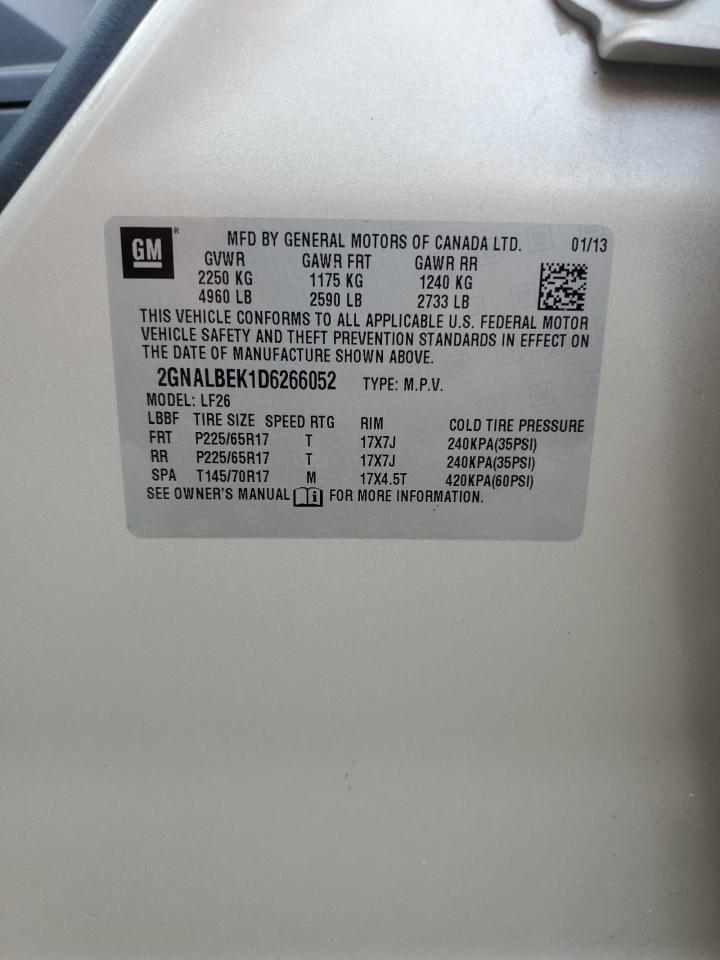 GM ® MFD BY GENERAL MOTORS OF CANADA LTD. 01/13
GVWR GAWR FRT GAWR RR
2250 KG 1175 KG 1240 KG
4960 LB 2590 LB 2733 LB
THIS VEHICLE CONFORMS TO ALL APPLICABLE U.S. FEDERAL MOTOR
VEHICLE SAFETY AND THEFT PREVENTION STANDARDS IN EFFECT ON
THE DATE OF MANUFACTURE SHOWN ABOVE.
2GNALBEK1D6266052 TYPE: M.P.V.
MODEL: LF26
LBBF TIRE SIZE SPEED RTG RIM COLD TIRE PRESSURE
FRT P225/65R17 T 17X7J 240KPA(35PSI)
RR P225/65R17 T 17X7J 240KPA(35PSI)
SPA T145/70R17 M 17X4.5T 420KPA(60PSI)
SEE OWNER'S MANUAL i FOR MORE INFORMATION.